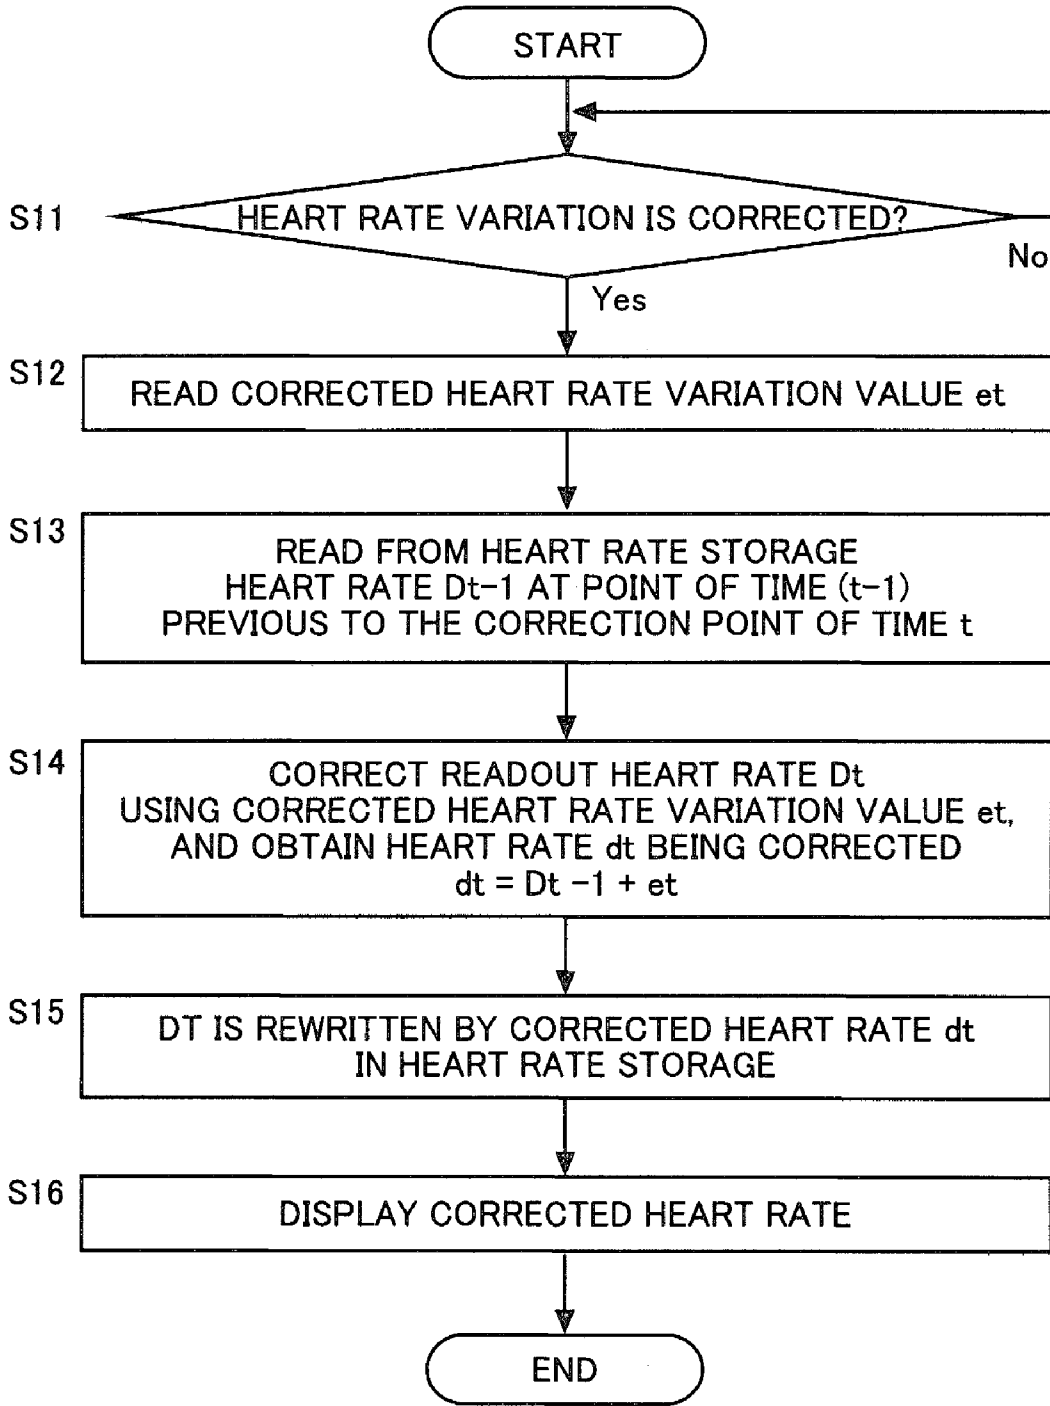 START
S11
HEART RATE VARIATION IS CORRECTED?
No
Yes
S12
READ CORRECTED HEART RATE VARIATION VALUE et
S13
READ FROM HEART RATE STORAGE
HEART RATE Dt-1 AT POINT OF TIME (t-1)
PREVIOUS TO THE CORRECTION POINT OF TIME t
S14
CORRECT READOUT HEART RATE Dt
USING CORRECTED HEART RATE VARIATION VALUE et,
AND OBTAIN HEART RATE dt BEING CORRECTED
dt = Dt -1 + et
S15
DT IS REWRITTEN BY CORRECTED HEART RATE dt
IN HEART RATE STORAGE
S16
DISPLAY CORRECTED HEART RATE
END